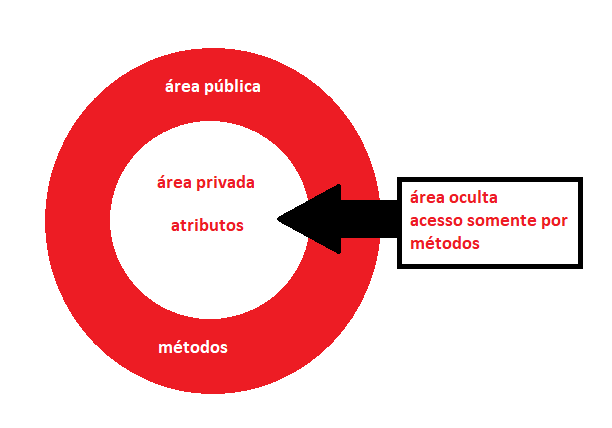 área pública
área privada
atributos
área oculta
acesso somente por
métodos
métodos